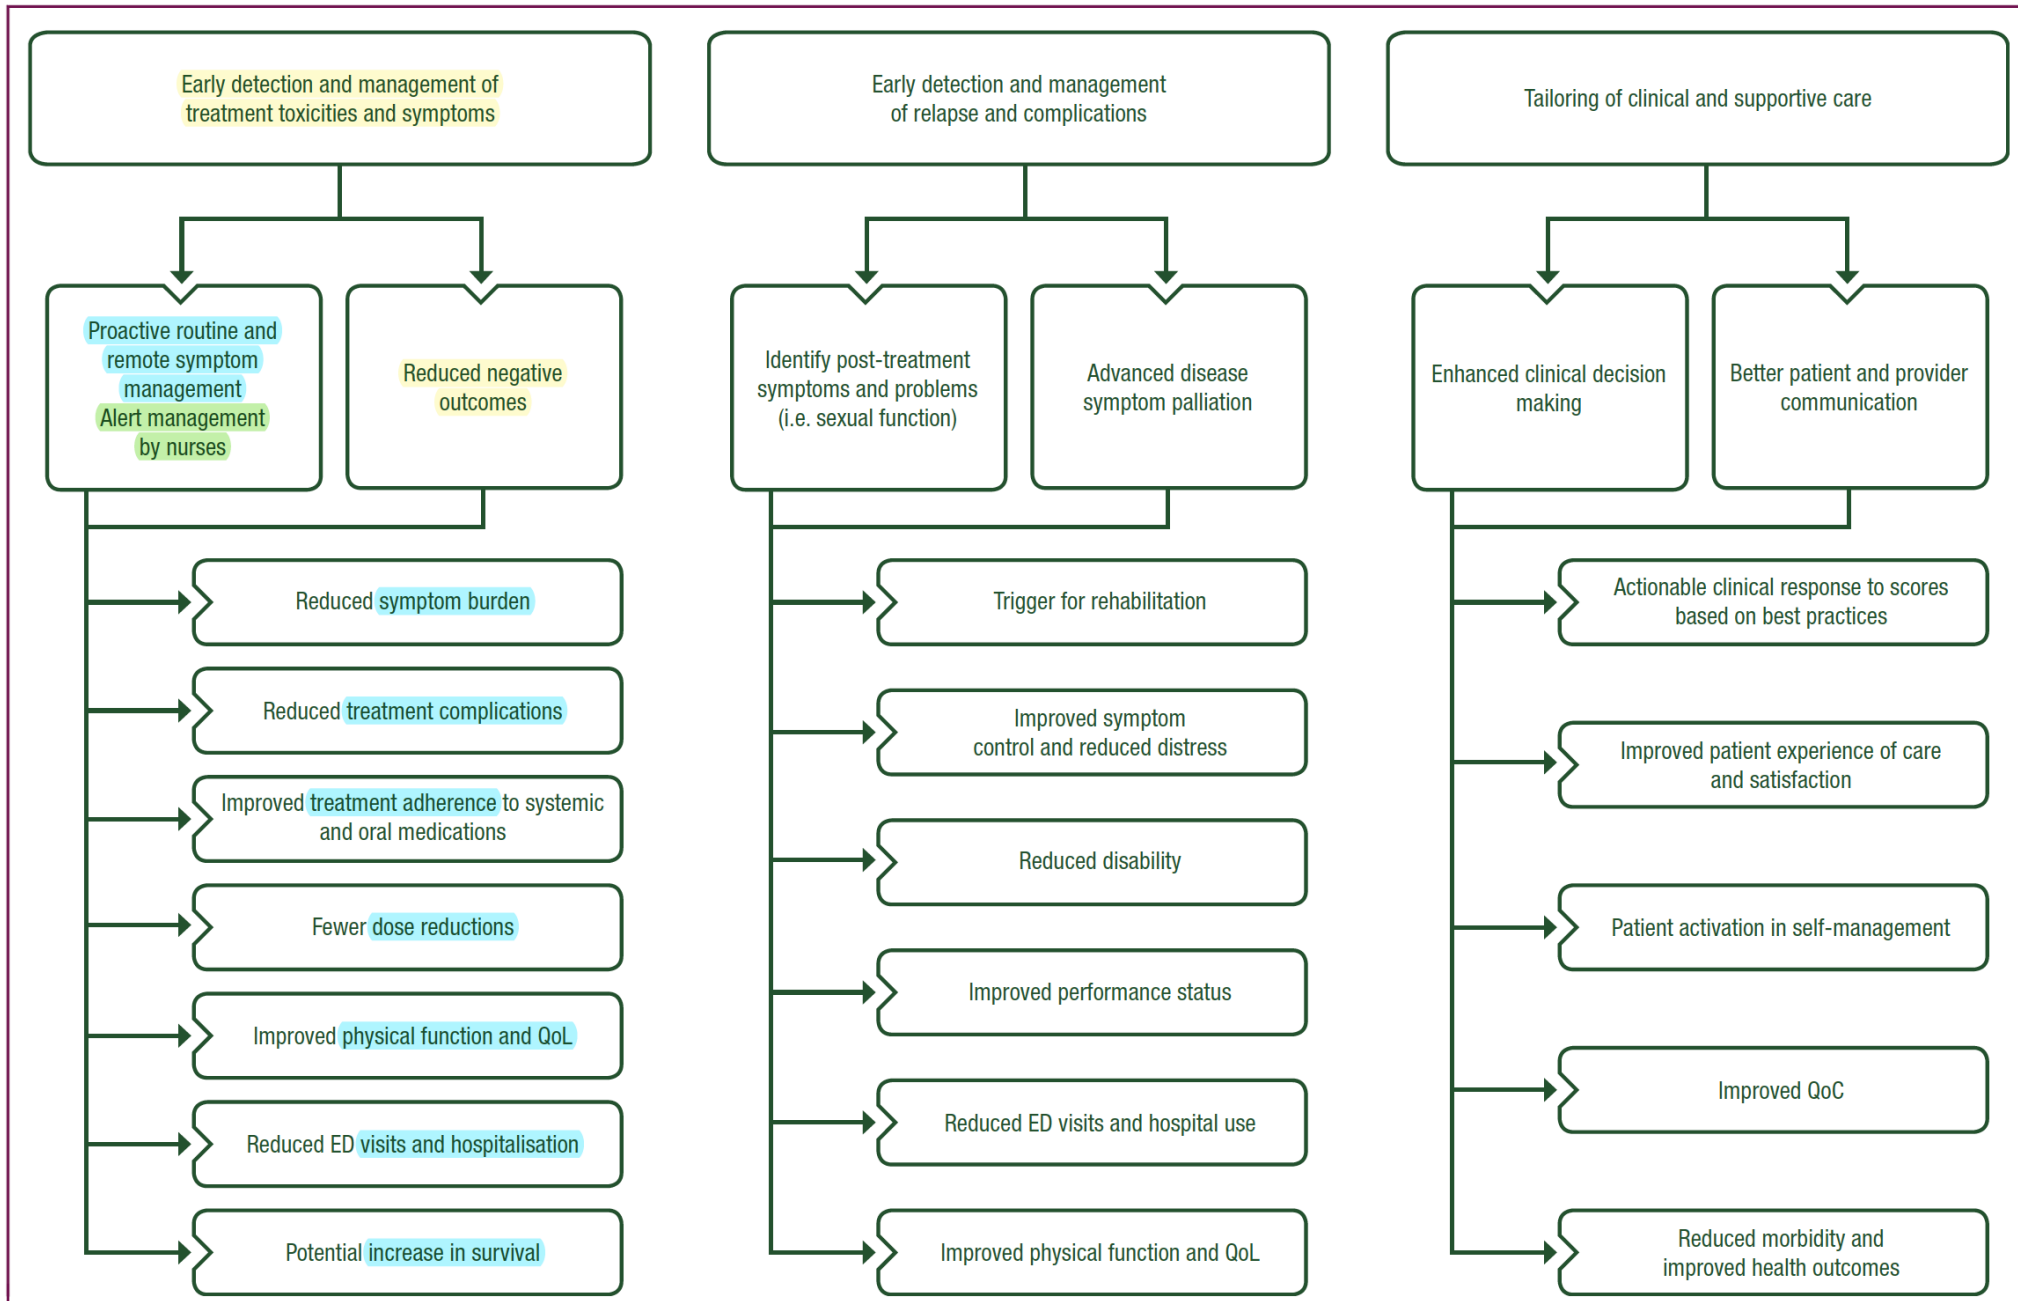 Early detection and management of
treatment toxicities and symptoms
Proactive routine and
remote symptom
management
Alert management
by nurses
Reduced negative
outcomes
Reduced symptom burden
Reduced treatment complications
Improved treatment adherence to systemic
and oral medications
Fewer dose reductions
Improved physical function and QoL
Reduced ED visits and hospitalisation
Potential increase in survival
Early detection and management
of relapse and complications
Identify post-treatment
symptoms and problems
(i.e. sexual function)
Advanced disease
symptom palliation
Trigger for rehabilitation
Improved symptom
control and reduced distress
Reduced disability
Improved performance status
Reduced ED visits and hospital use
Improved physical function and QoL
Tailoring of clinical and supportive care
Enhanced clinical decision
making
Better patient and provider
communication
Actionable clinical response to scores
based on best practices
Improved patient experience of care
and satisfaction
Patient activation in self-management
Improved QoC
Reduced morbidity and
improved health outcomes